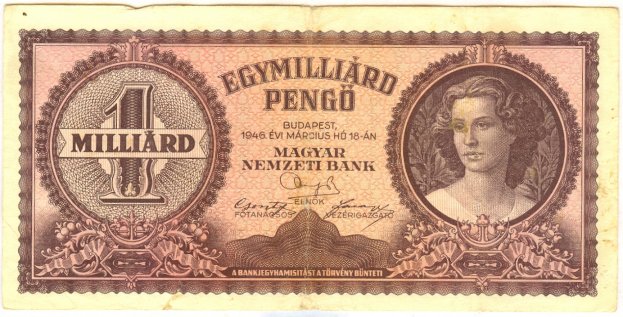 1
MILLIÁRD
EGYMILLIÁRD
PENGŐ
BUDAPEST,
1946. ÉVI MÁRCIUS HÓ 18-ÁN
MAGYAR
NEMZETI BANK
ELNÖK
FŐTANÁCSOS VEZÉRIGAZGATÓ
A BANKJEGYHAMISÍTÁST A TÖRVÉNY BÜNTETI